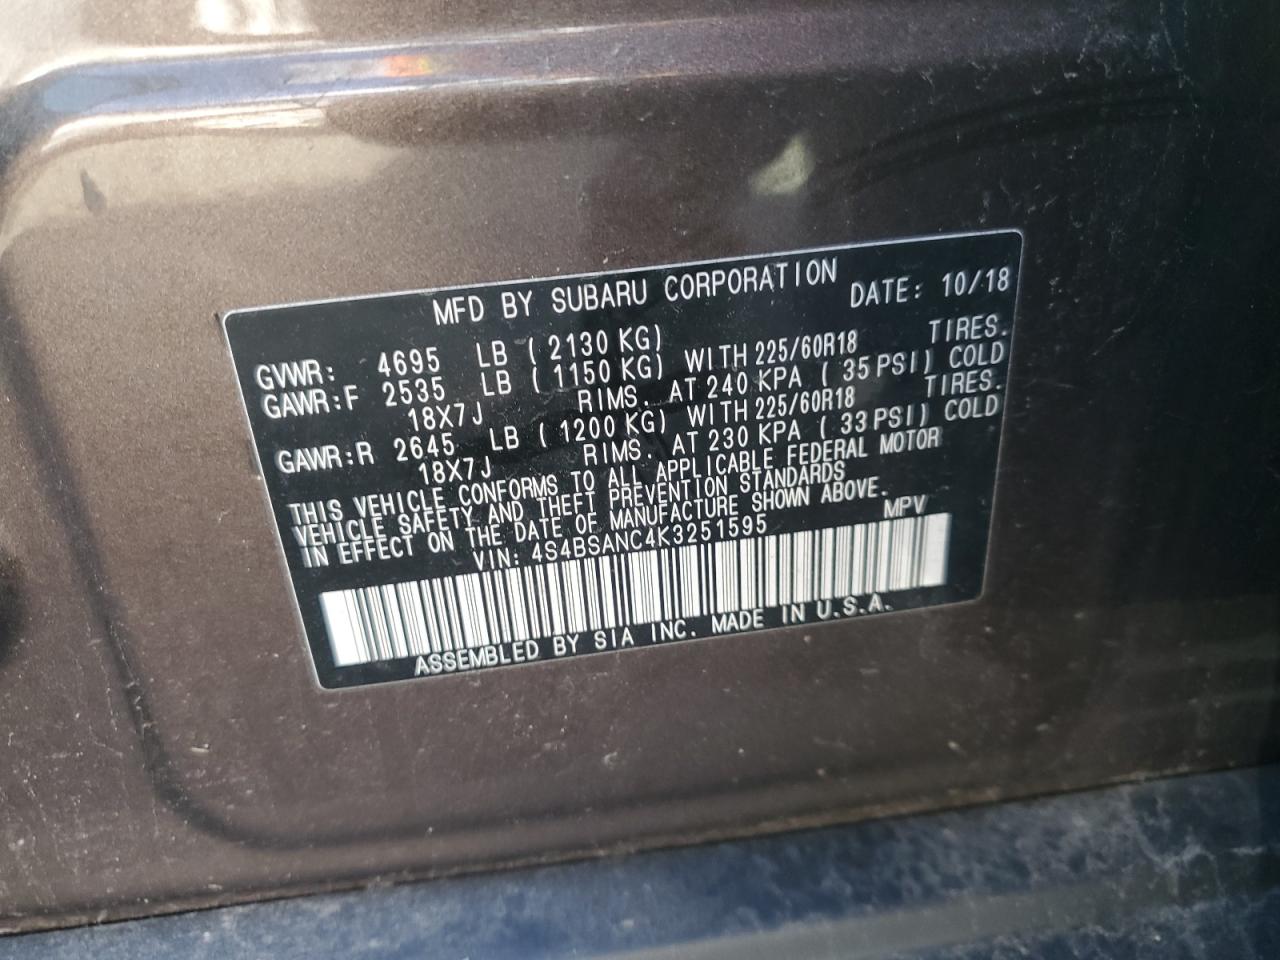 MFD BY SUBARU CORPORATION DATE: 10/18
GVWR: 4695 LB ( 2130 KG)
GAWR:F 2535 LB ( 1150 KG) WITH 225/60R18 TIRES.
18X7J RIMS. AT 240 KPA ( 35 PSI) COLD
GAWR:R 2645 LB ( 1200 KG) WITH 225/60R18 TIRES.
18X7J RIMS. AT 230 KPA ( 33 PSI) COLD
THIS VEHICLE CONFORMS TO ALL APPLICABLE FEDERAL MOTOR
VEHICLE SAFETY AND THEFT PREVENTION STANDARDS
IN EFFECT ON THE DATE OF MANUFACTURE SHOWN ABOVE.
VIN: 4S4BSANC4K3251595 MPV
ASSEMBLED BY SIA INC. MADE IN U.S.A.